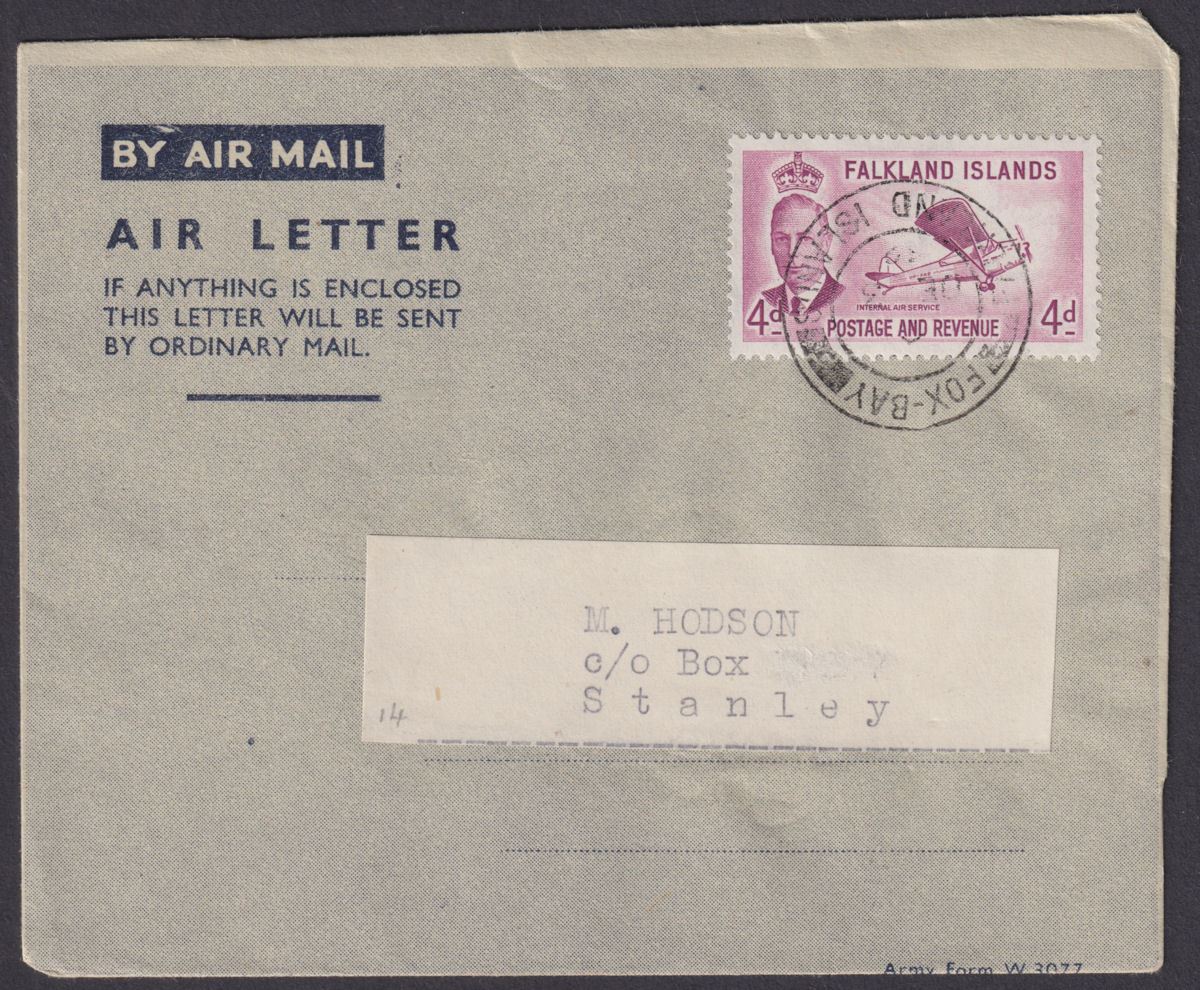 BY AIR MAIL
AIR LETTER
IF ANYTHING IS ENCLOSED
THIS LETTER WILL BE SENT
BY ORDINARY MAIL.
FALKLAND ISLANDS
INTERNAL AIR SERVICE
4d POSTAGE AND REVENUE 4d
FOX-BAY
M. HODSON
c/o Box
Stanley
14
Army Form W 3077